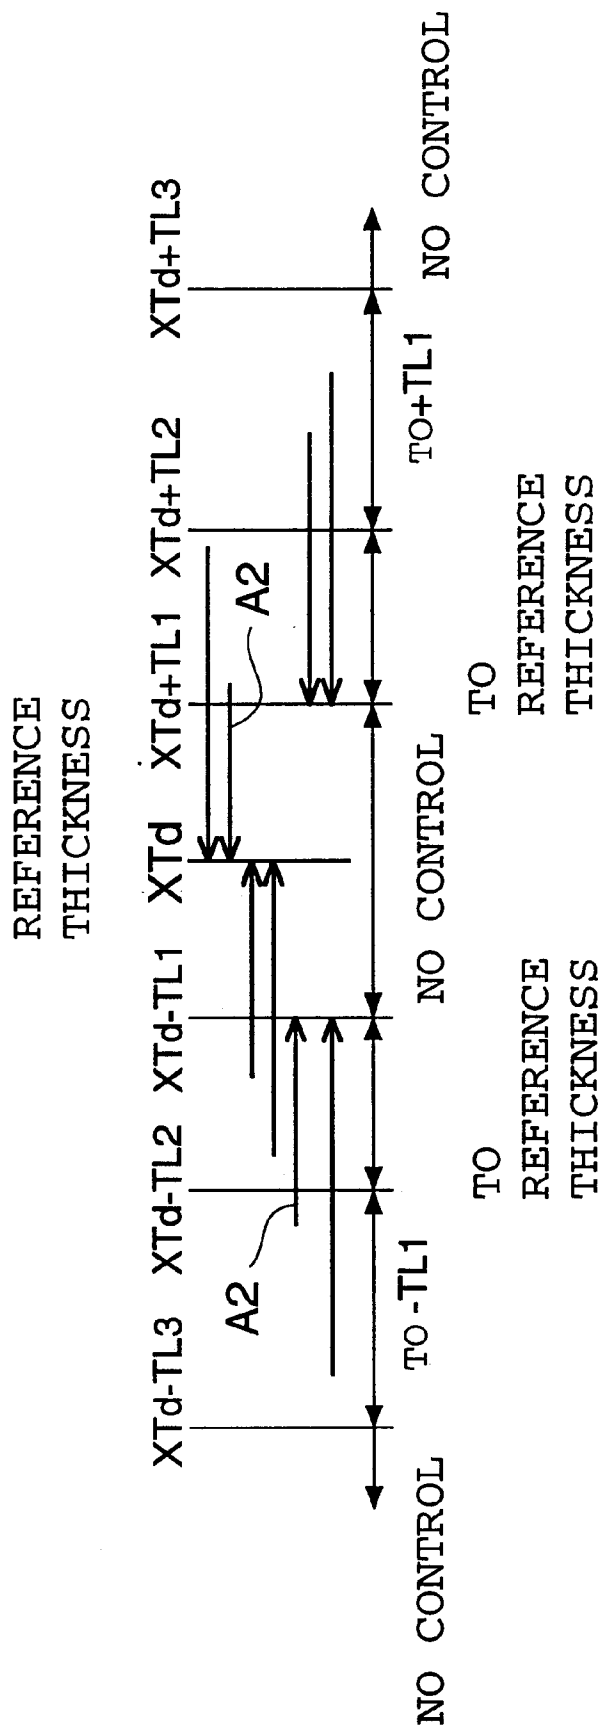 REFERENCE
THICKNESS
XTd-TL3
XTd-TL2
XTd-TL1
XTd
XTd+TL1
XTd+TL2
XTd+TL3
A2
A2
NO CONTROL
TO-TL1
TO
REFERENCE
THICKNESS
NO CONTROL
TO
REFERENCE
THICKNESS
TO+TL1
NO CONTROL